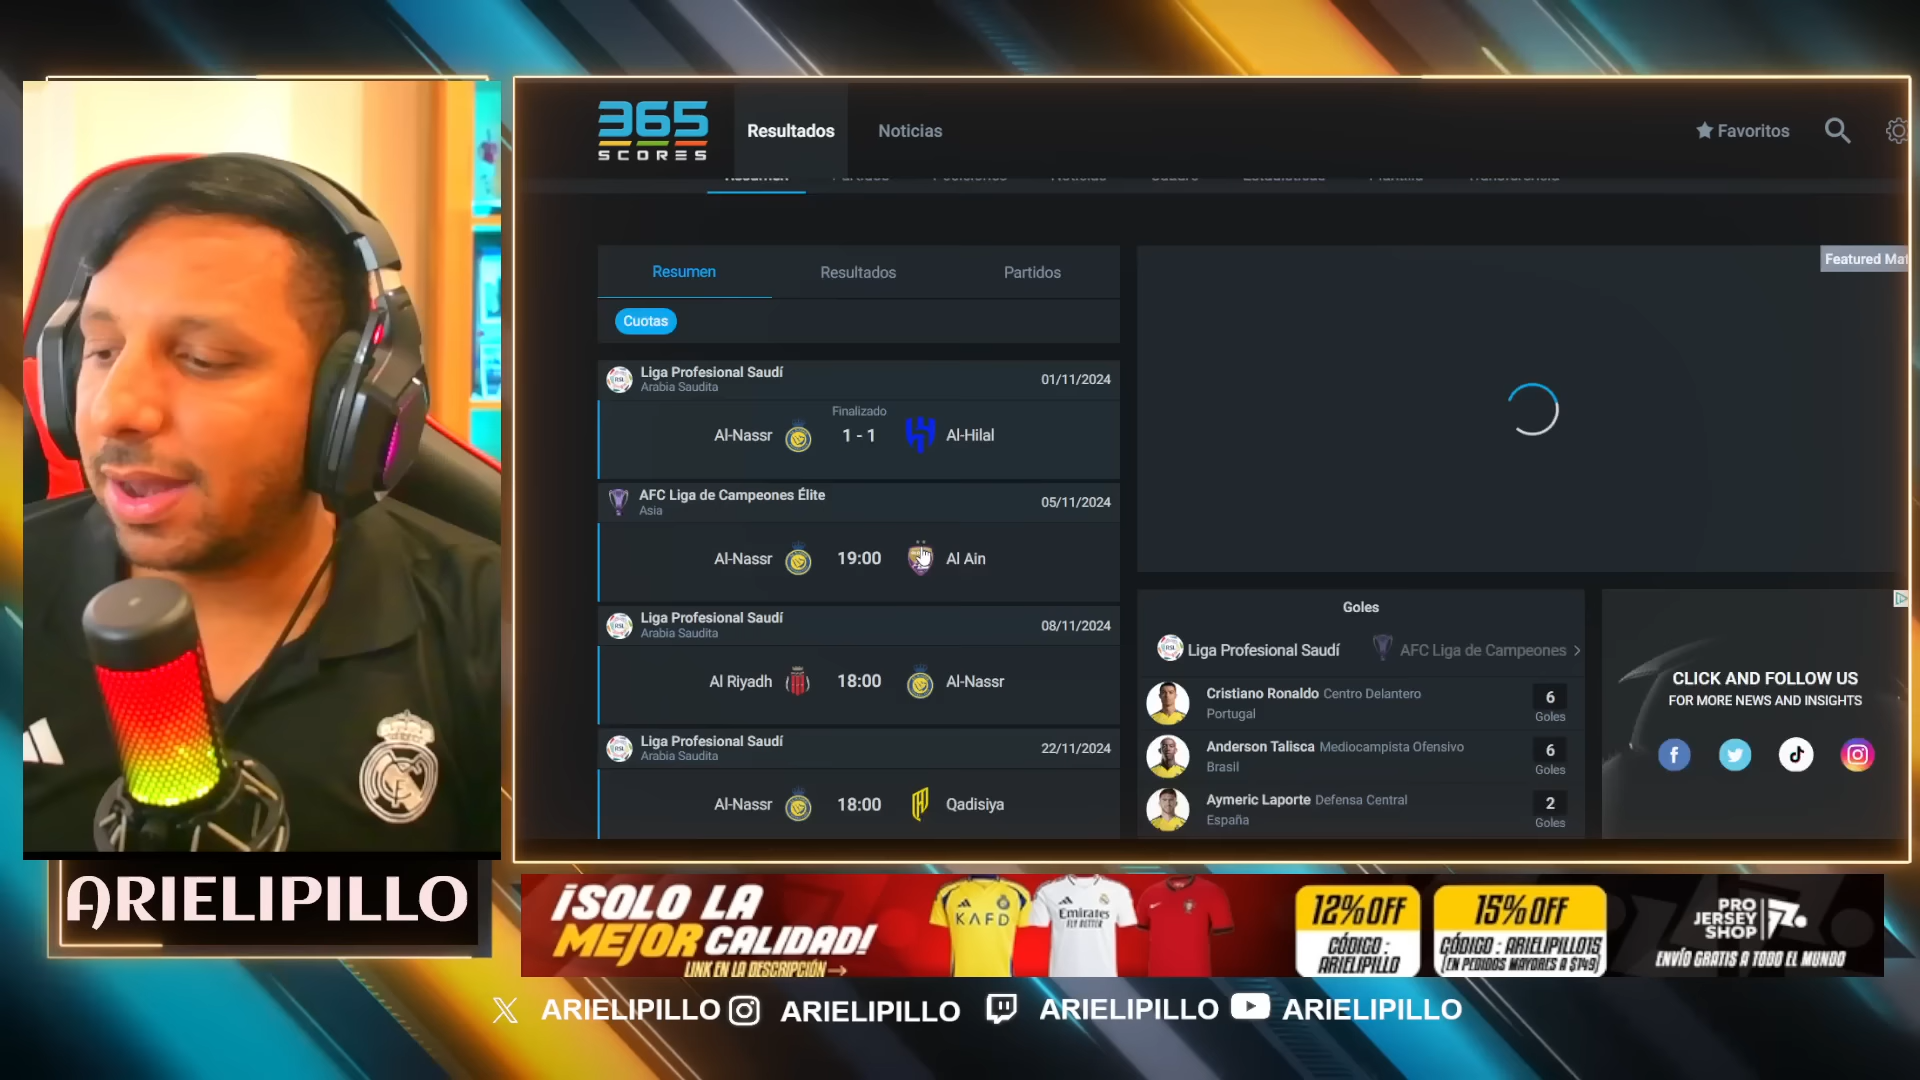 365
SCORES
Resultados
Noticias
Favoritos
Resumen
Resultados
Partidos
Featured Mat
Cuotas
Liga Profesional Saudí
Arabia Saudita
01/11/2024
Finalizado
Al-Nassr
1 - 1
Al-Hilal
AFC Liga de Campeones Élite
Asia
05/11/2024
Al-Nassr
19:00
Al Ain
Liga Profesional Saudí
Arabia Saudita
08/11/2024
Al Riyadh
18:00
Al-Nassr
Liga Profesional Saudí
Arabia Saudita
22/11/2024
Al-Nassr
18:00
Qadisiya
Goles
Liga Profesional Saudí
AFC Liga de Campeones
Cristiano Ronaldo Centro Delantero
Portugal
6
Goles
Anderson Talisca Mediocampista Ofensivo
Brasil
6
Goles
Aymeric Laporte Defensa Central
España
2
Goles
CLICK AND FOLLOW US
FOR MORE NEWS AND INSIGHTS
ARIELIPILLO
¡SOLO LA
MEJOR CALIDAD!
LINK EN LA DESCRIPCIÓN
KAFD
Emirates
FLY BETTER
12% OFF
CÓDIGO :
ARIELIPILLO
15% OFF
CÓDIGO : ARIELIPILLO15
(EN PEDIDOS MAYORES A $149)
PRO
JERSEY
SHOP
ENVÍO GRATIS A TODO EL MUNDO
ARIELIPILLO
ARIELIPILLO
ARIELIPILLO
ARIELIPILLO